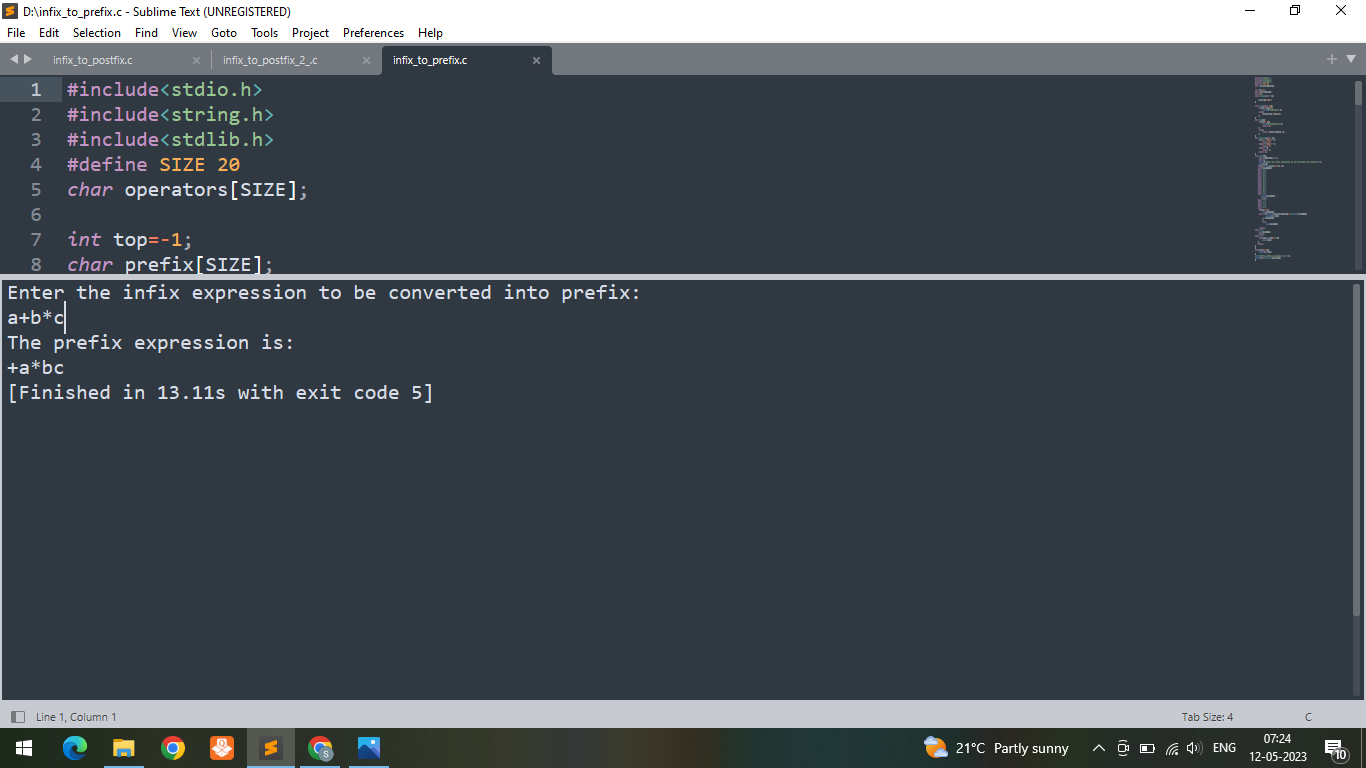 D:\infix_to_prefix.c - Sublime Text (UNREGISTERED)
File Edit Selection Find View Goto Tools Project Preferences Help
infix_to_postfix.c infix_to_postfix_2_.c infix_to_prefix.c
1 #include<stdio.h>
2 #include<string.h>
3 #include<stdlib.h>
4 #define SIZE 20
5 char operators[SIZE];
6
7 int top=-1;
8 char prefix[SIZE];
Enter the infix expression to be converted into prefix:
a+b*c
The prefix expression is:
+a*bc
[Finished in 13.11s with exit code 5]
Line 1, Column 1 Tab Size: 4 C
21°C Partly sunny ENG 07:24
12-05-2023 10